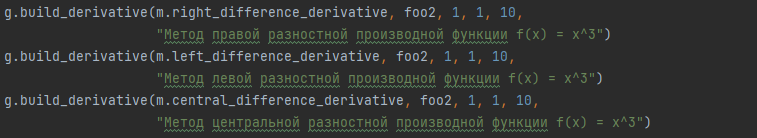 g.build_derivative(m.right_difference_derivative, foo2, 1, 1, 10,
"Метод правой разностной производной функции f(x) = x^3")
g.build_derivative(m.left_difference_derivative, foo2, 1, 1, 10,
"Метод левой разностной производной функции f(x) = x^3")
g.build_derivative(m.central_difference_derivative, foo2, 1, 1, 10,
"Метод центральной разностной производной функции f(x) = x^3")